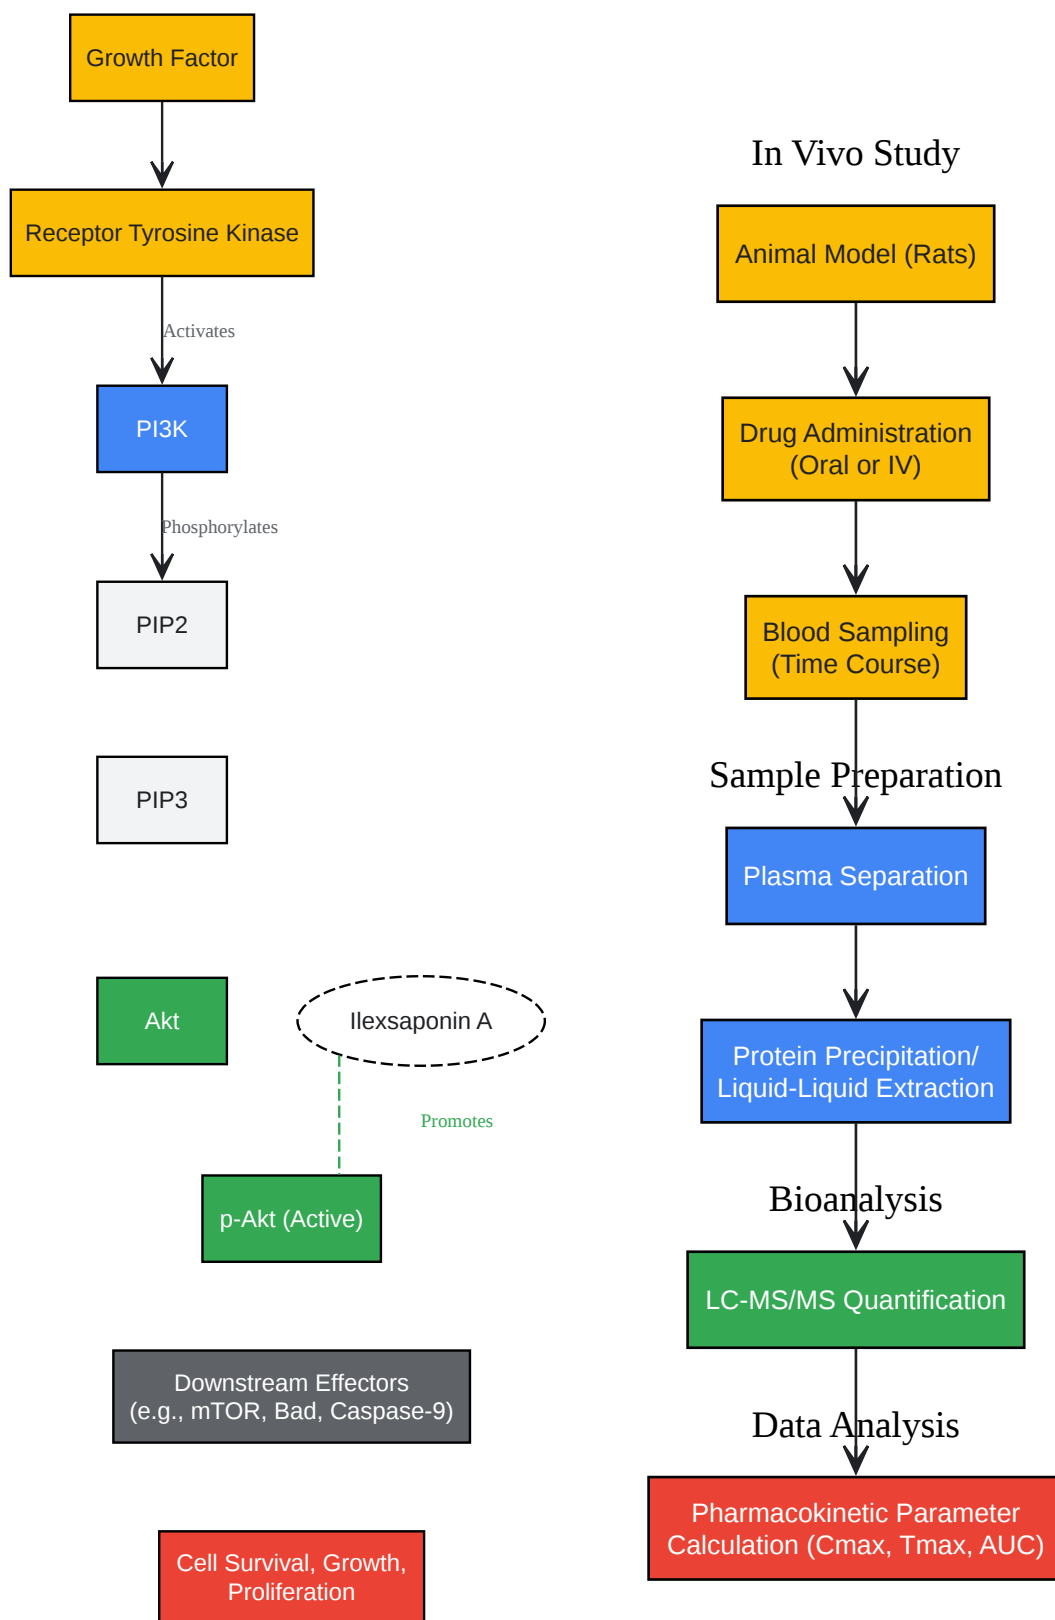 Growth Factor
Receptor Tyrosine Kinase
Activates
PI3K
Phosphorylates
PIP2
PIP3
Akt
Ilexsaponin A
Promotes
p-Akt (Active)
Downstream Effectors
(e.g., mTOR, Bad, Caspase-9)
Cell Survival, Growth,
Proliferation
In Vivo Study
Animal Model (Rats)
Drug Administration
(Oral or IV)
Blood Sampling
(Time Course)
Sample Preparation
Plasma Separation
Protein Precipitation/
Liquid-Liquid Extraction
Bioanalysis
LC-MS/MS Quantification
Data Analysis
Pharmacokinetic Parameter
Calculation (Cmax, Tmax, AUC)